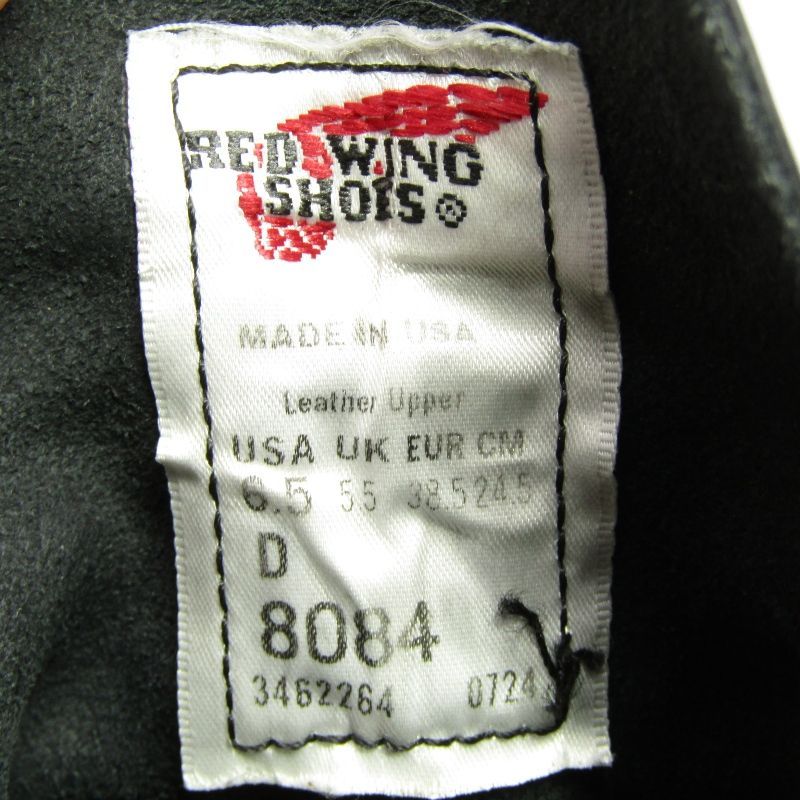 RED WING
SHOES
MADE IN USA
Leather Upper
USA UK EUR CM
6.5 5.5 38.5 24.5
D
8084
3462264 0724